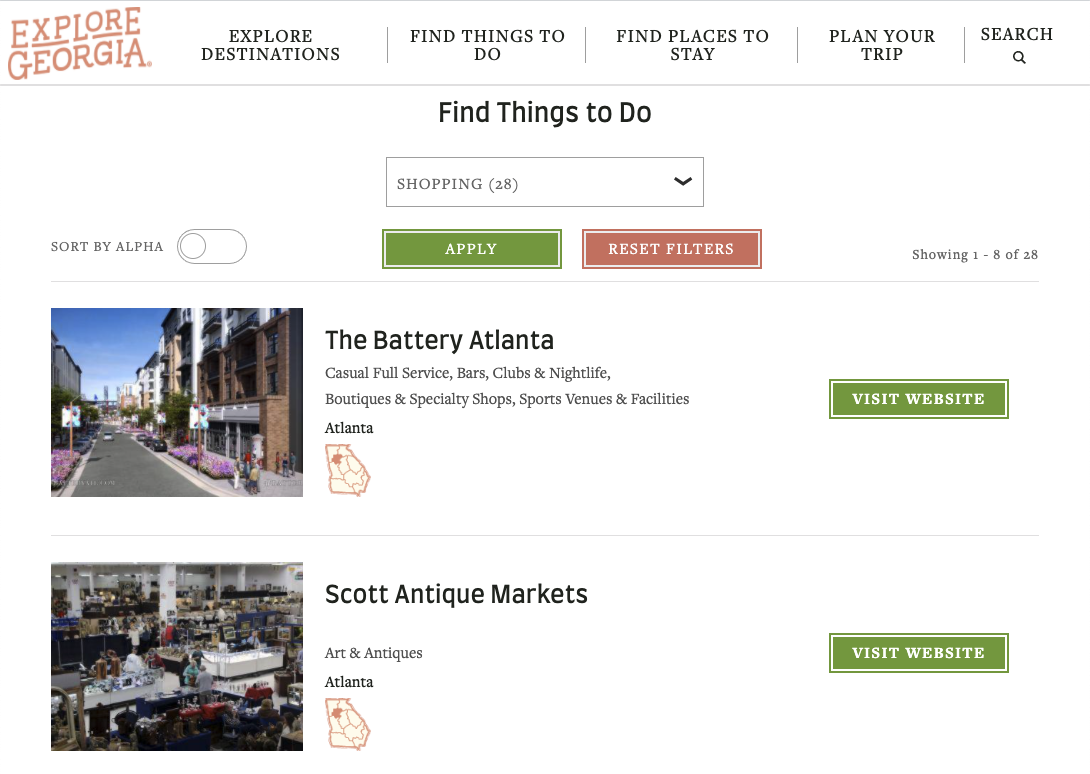 EXPLORE
GEORGIA
EXPLORE
DESTINATIONS
FIND THINGS TO
DO
FIND PLACES TO
STAY
PLAN YOUR
TRIP
SEARCH
Find Things to Do
SHOPPING (28)
SORT BY ALPHA
APPLY
RESET FILTERS
Showing 1 - 8 of 28
The Battery Atlanta
Casual Full Service, Bars, Clubs & Nightlife,
Boutiques & Specialty Shops, Sports Venues & Facilities
Atlanta
VISIT WEBSITE
Scott Antique Markets
Art & Antiques
Atlanta
VISIT WEBSITE